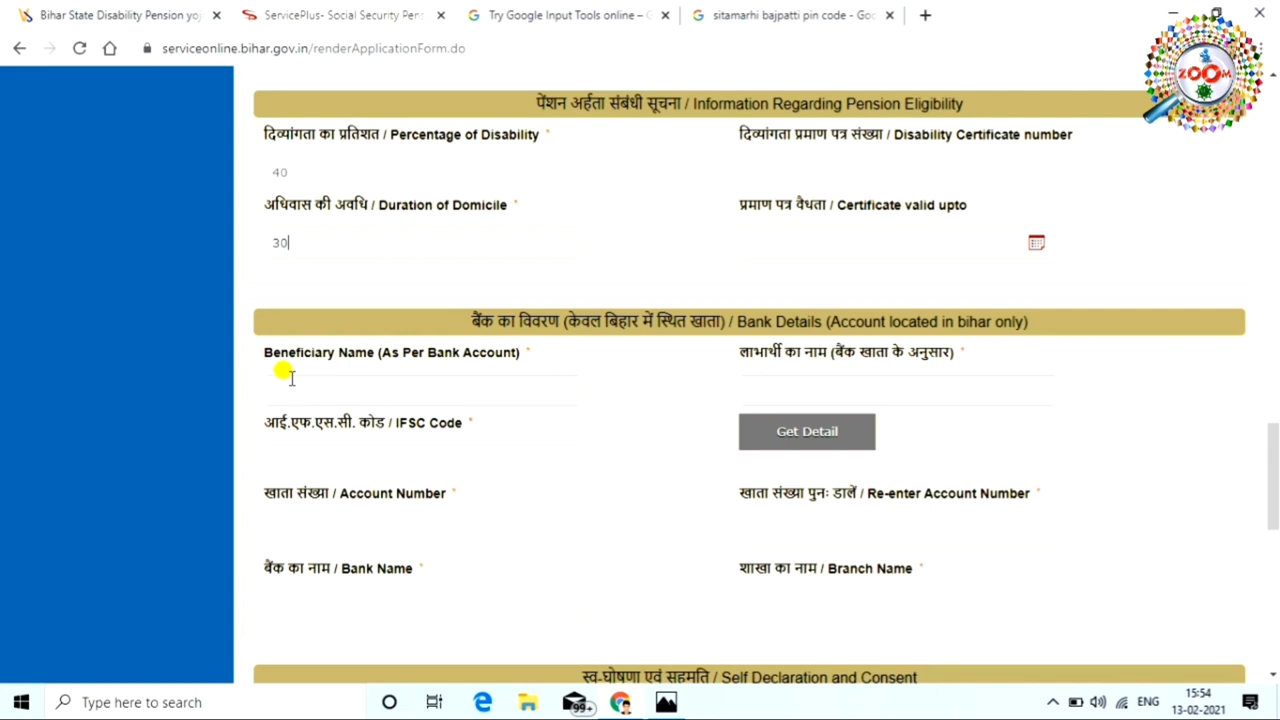 Bihar State Disability Pension yoj
ServicePlus- Social Security Pens
Try Google Input Tools online – G
sitamarhi bajpatti pin code - Goo
serviceonline.bihar.gov.in/renderApplicationForm.do
ZOOM
पेंशन अर्हता संबंधी सूचना / Information Regarding Pension Eligibility
दिव्यांगता का प्रतिशत / Percentage of Disability *
दिव्यांगता प्रमाण पत्र संख्या / Disability Certificate number
40
अधिवास की अवधि / Duration of Domicile *
प्रमाण पत्र वैधता / Certificate valid upto
30
बैंक का विवरण (केवल बिहार में स्थित खाता) / Bank Details (Account located in bihar only)
Beneficiary Name (As Per Bank Account) *
लाभार्थी का नाम (बैंक खाता के अनुसार) *
आई.एफ.एस.सी. कोड / IFSC Code *
Get Detail
खाता संख्या / Account Number *
खाता संख्या पुनः डालें / Re-enter Account Number *
बैंक का नाम / Bank Name *
शाखा का नाम / Branch Name *
स्व-घोषणा एवं सहमति / Self Declaration and Consent
Type here to search
99+
ENG
15:54
13-02-2021